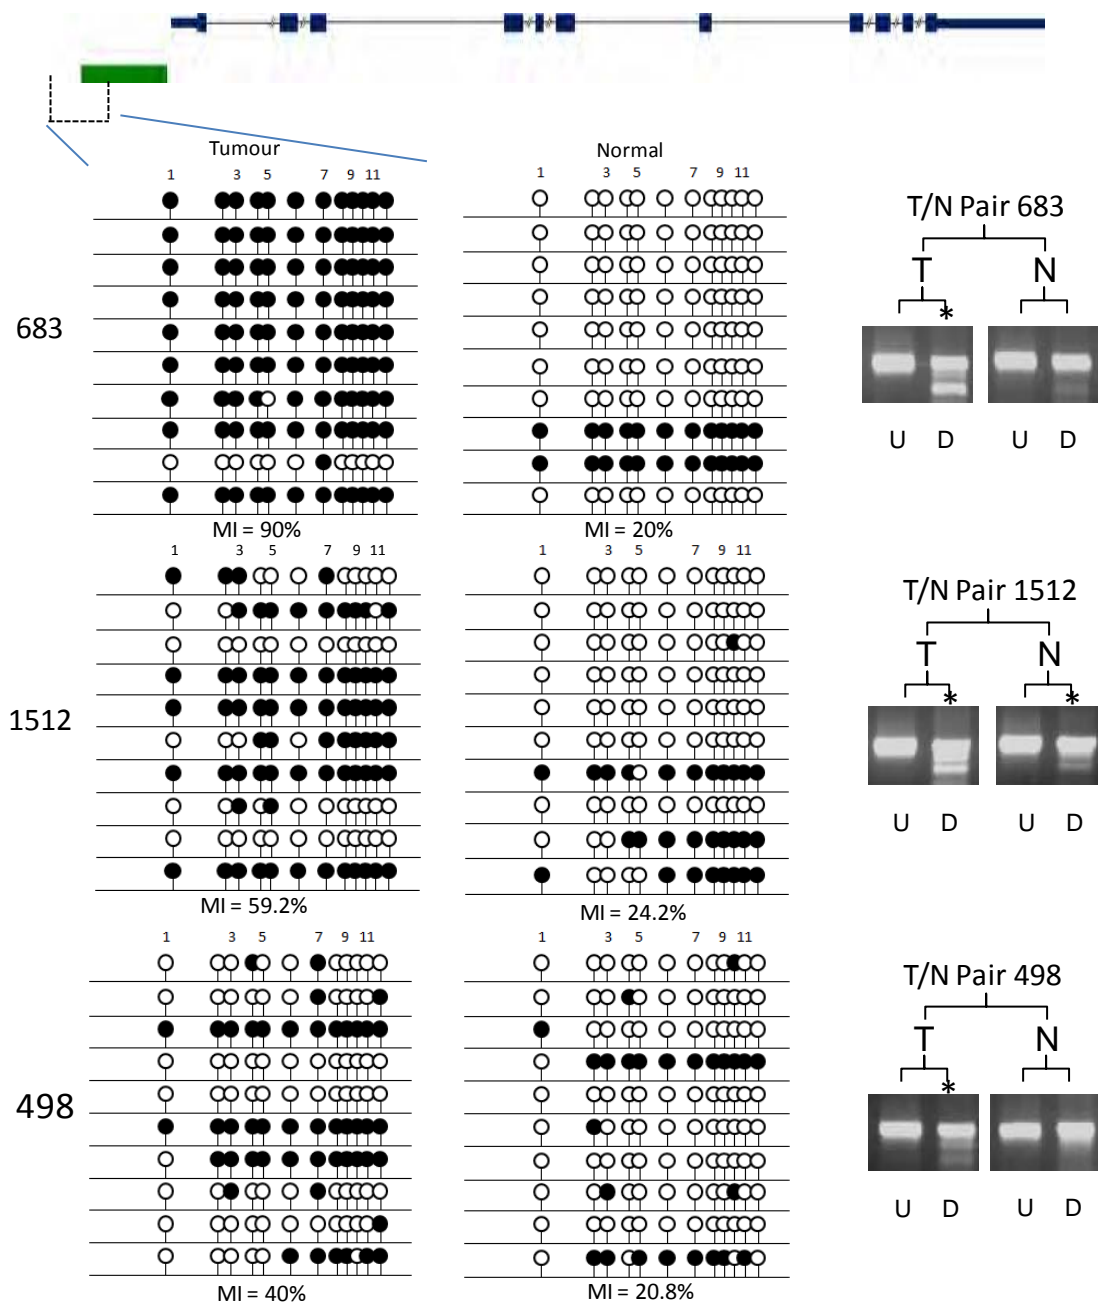 Tumour
Normal
1 3 5 7 9 11
1 3 5 7 9 11
683
MI = 90%
MI = 20%
T/N Pair 683
T N
*
U D U D
1 3 5 7 9 11
1 3 5 7 9 11
1512
MI = 59.2%
MI = 24.2%
T/N Pair 1512
T N
* *
U D U D
1 3 5 7 9 11
1 3 5 7 9 11
498
MI = 40%
MI = 20.8%
T/N Pair 498
T N
*
U D U D